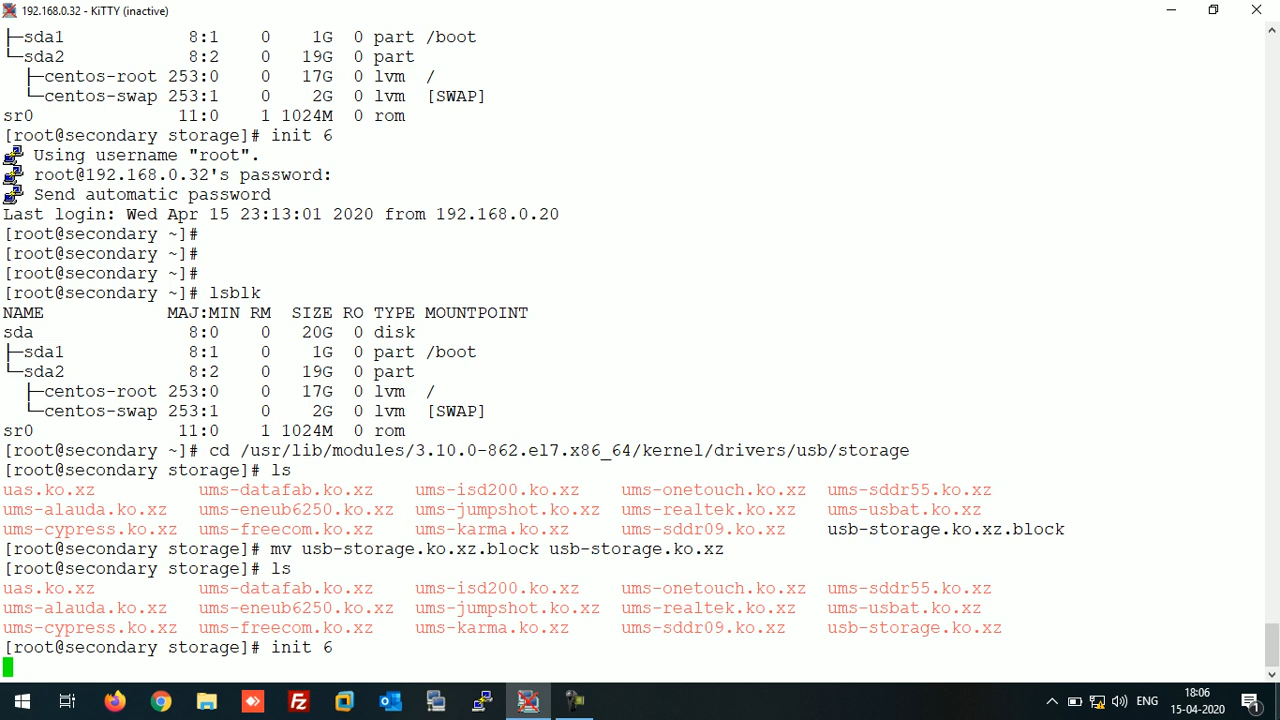 192.168.0.32 - KiTTY (inactive)
├─sda1 8:1 0 1G 0 part /boot
└─sda2 8:2 0 19G 0 part
├─centos-root 253:0 0 17G 0 lvm /
└─centos-swap 253:1 0 2G 0 lvm [SWAP]
sr0 11:0 1 1024M 0 rom
[root@secondary storage]# init 6
Using username "root".
root@192.168.0.32's password:
Send automatic password
Last login: Wed Apr 15 23:13:01 2020 from 192.168.0.20
[root@secondary ~]#
[root@secondary ~]#
[root@secondary ~]#
[root@secondary ~]# lsblk
NAME MAJ:MIN RM SIZE RO TYPE MOUNTPOINT
sda 8:0 0 20G 0 disk
├─sda1 8:1 0 1G 0 part /boot
└─sda2 8:2 0 19G 0 part
├─centos-root 253:0 0 17G 0 lvm /
└─centos-swap 253:1 0 2G 0 lvm [SWAP]
sr0 11:0 1 1024M 0 rom
[root@secondary ~]# cd /usr/lib/modules/3.10.0-862.el7.x86_64/kernel/drivers/usb/storage
[root@secondary storage]# ls
uas.ko.xz ums-datafab.ko.xz ums-isd200.ko.xz ums-onetouch.ko.xz ums-sddr55.ko.xz
ums-alauda.ko.xz ums-eneub6250.ko.xz ums-jumpshot.ko.xz ums-realtek.ko.xz ums-usbat.ko.xz
ums-cypress.ko.xz ums-freecom.ko.xz ums-karma.ko.xz ums-sddr09.ko.xz usb-storage.ko.xz.block
[root@secondary storage]# mv usb-storage.ko.xz.block usb-storage.ko.xz
[root@secondary storage]# ls
uas.ko.xz ums-datafab.ko.xz ums-isd200.ko.xz ums-onetouch.ko.xz ums-sddr55.ko.xz
ums-alauda.ko.xz ums-eneub6250.ko.xz ums-jumpshot.ko.xz ums-realtek.ko.xz ums-usbat.ko.xz
ums-cypress.ko.xz ums-freecom.ko.xz ums-karma.ko.xz ums-sddr09.ko.xz usb-storage.ko.xz
[root@secondary storage]# init 6
ENG
18:06
15-04-2020
1